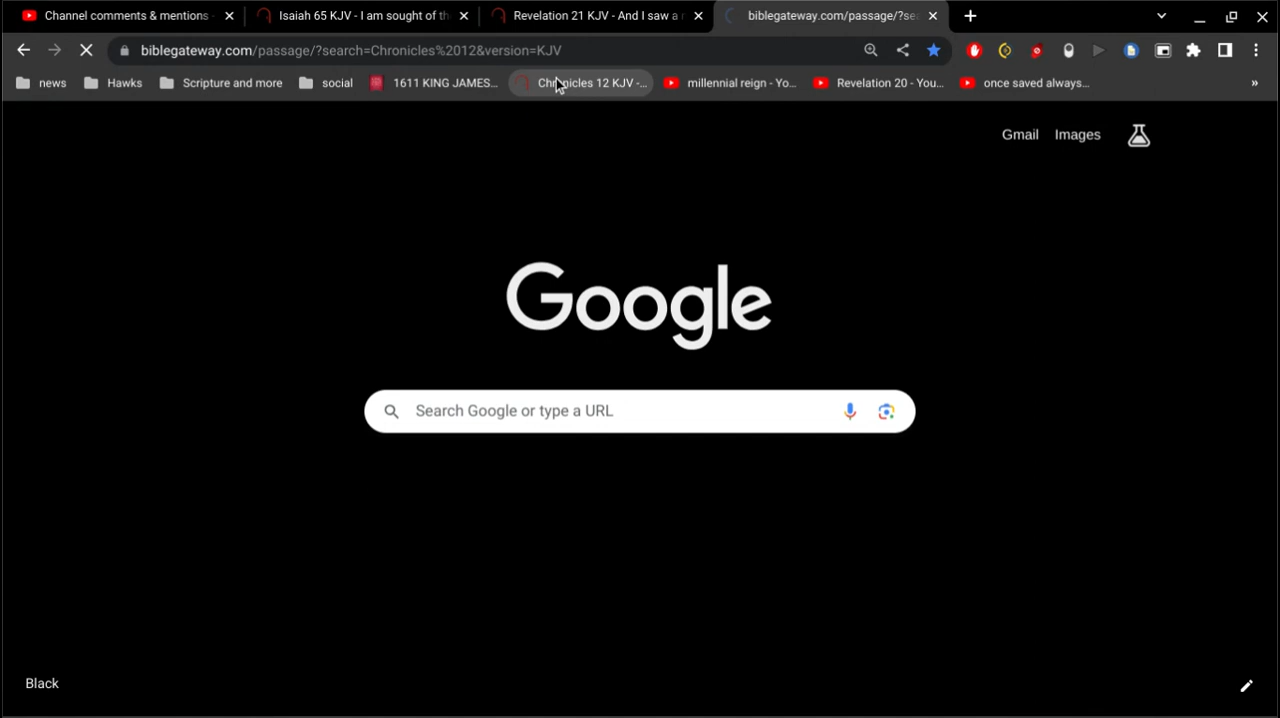 Channel comments & mentions -
Isaiah 65 KJV - I am sought of th
Revelation 21 KJV - And I saw a n
biblegateway.com/passage/?sea
biblegateway.com/passage/?search=Chronicles%2012&version=KJV
news
Hawks
Scripture and more
social
1611 KING JAMES...
Chronicles 12 KJV -...
millennial reign - Yo...
Revelation 20 - You...
once saved always...
»
Gmail
Images
Google
Search Google or type a URL
Black